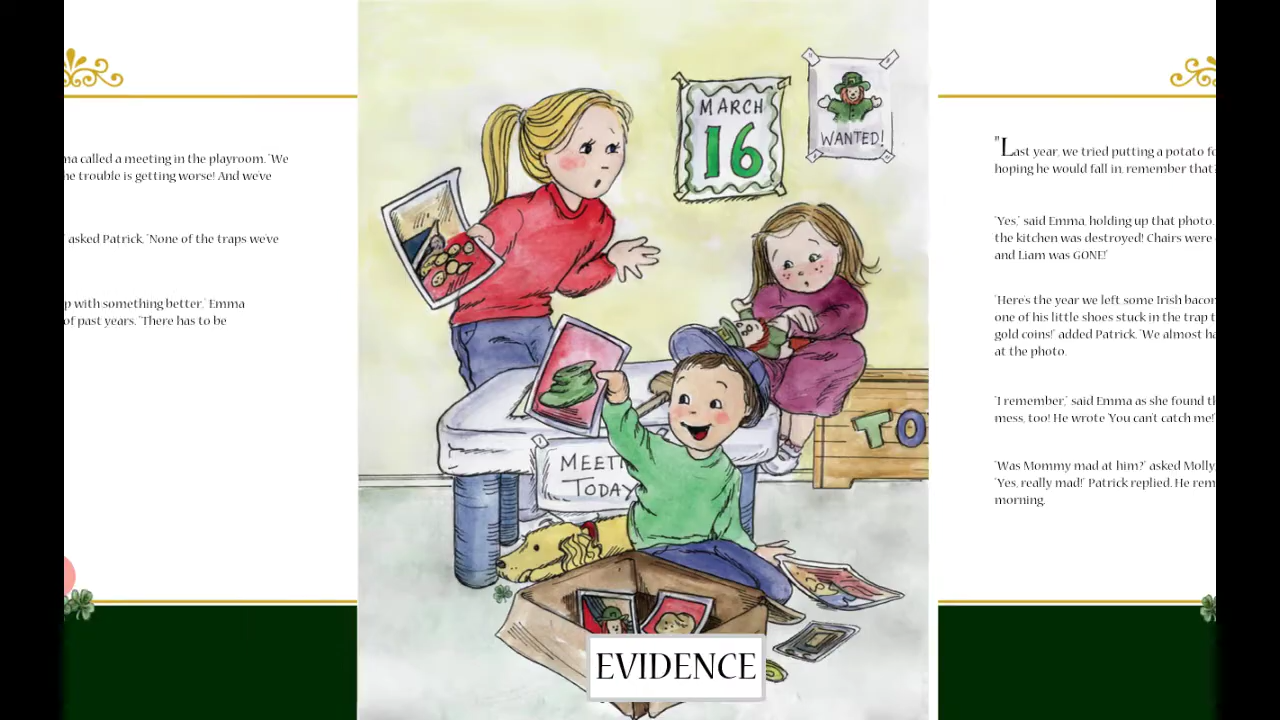 ma called a meeting in the playroom. "We
he trouble is getting worse! And we've
" asked Patrick. "None of the traps we've
p with something better." Emma
of past years. "There has to be
MARCH
16
WANTED!
MEETI
TODAY
TO
EVIDENCE
"Last year, we tried putting a potato fo
hoping he would fall in, remember that?
"Yes," said Emma, holding up that photo.
the kitchen was destroyed! Chairs were
and Liam was GONE!"
"Here's the year we left some Irish bacon
one of his little shoes stuck in the trap t
gold coins!" added Patrick. "We almost ha
at the photo.
"I remember," said Emma as she found th
mess, too! He wrote 'You can't catch me!'
"Was Mommy mad at him?" asked Molly.
"Yes, really mad!" Patrick replied. He rem
morning.